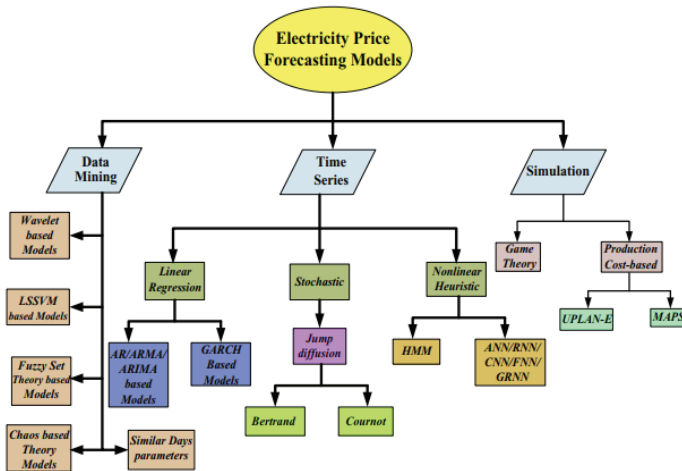 Electricity Price
Forecasting Models
Data
Mining
Time
Series
Simulation
Wavelet
based
Models
LSSVM
based Models
Fuzzy Set
Theory based
Models
Chaos based
Theory Models
Similar Days
parameters
Linear
Regression
Stochastic
Nonlinear
Heuristic
AR/ARMA/
ARIMA
based
Models
GARCH
Based
Models
Jump
diffusion
Bertrand
Cournot
HMM
ANN/RNN/
CNN/FNN/
GRNN
Game
Theory
Production
Cost-based
UPLAN-E
MAPS